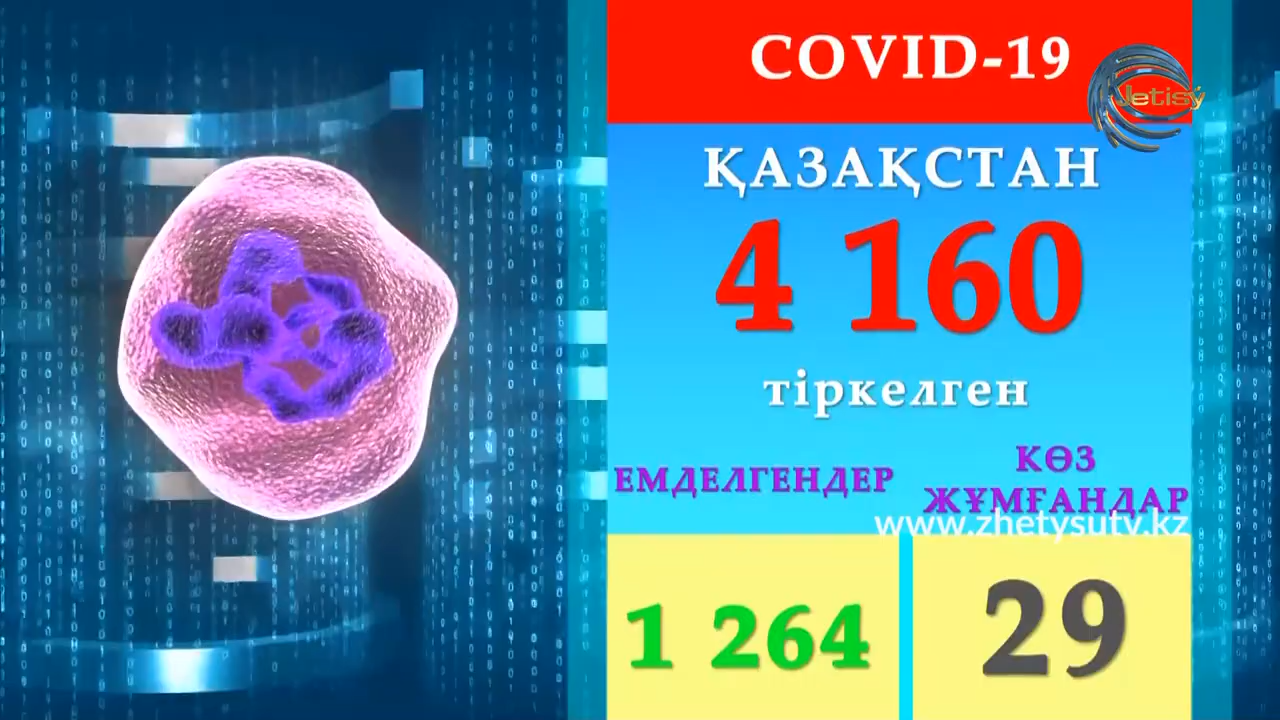 COVID-19
Jetisý
ҚАЗАҚСТАН
4 160
тіркелген
ЕМДЕЛГЕНДЕР
КӨЗ
ЖҰМҒАНДАР
www.zhetysutv.kz
1 264
29